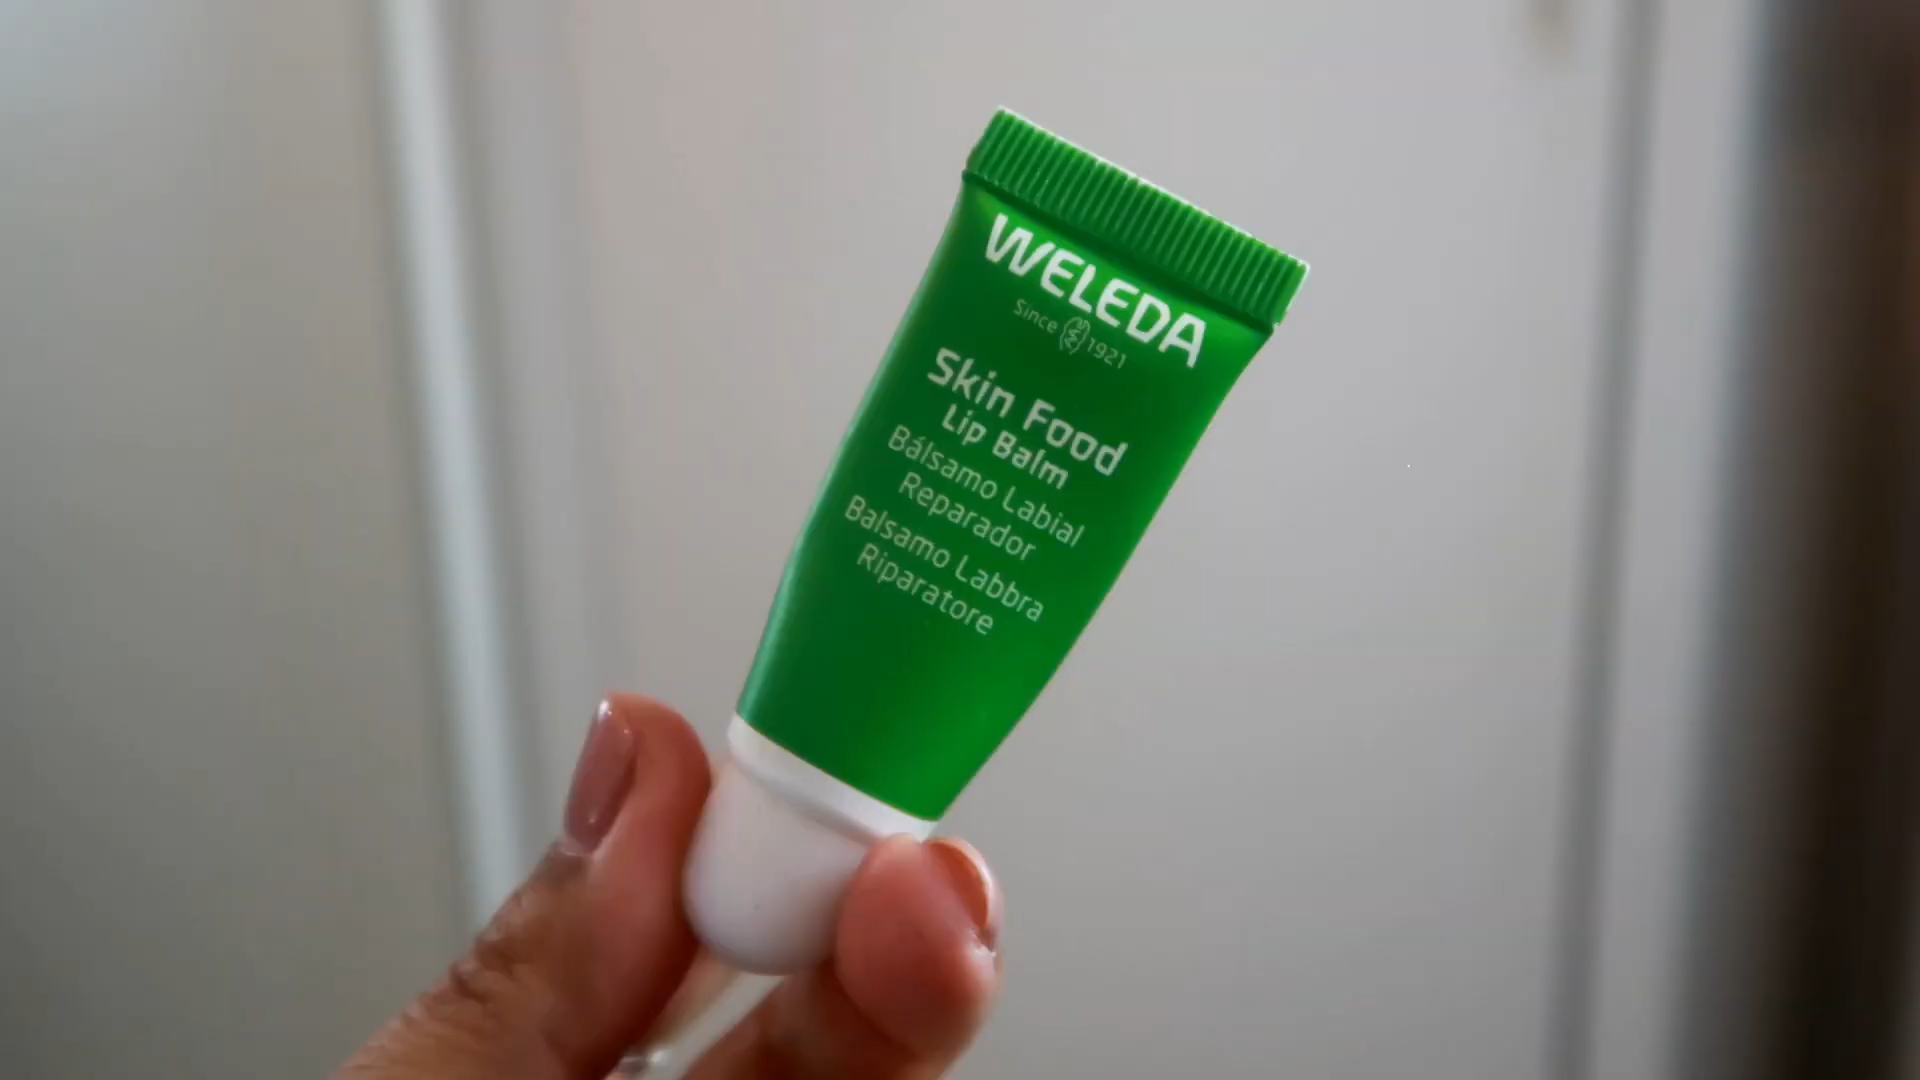 WELEDA
Since 1921
Skin Food
Lip Balm
Bálsamo Labial
Reparador
Balsamo Labbra
Riparatore